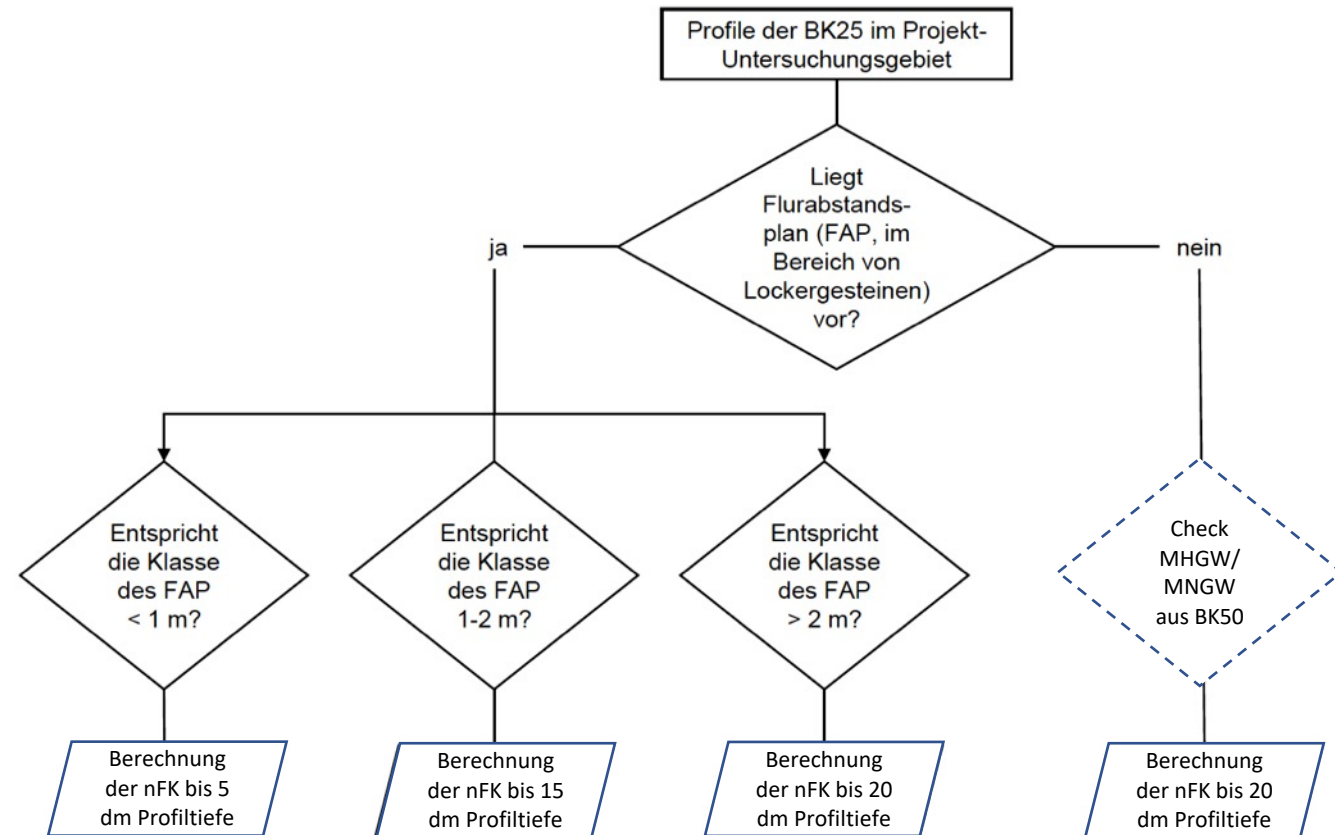 Profile der BK25 im Projekt-
Untersuchungsgebiet
Liegt
Flurabstands-
plan (FAP, im
Bereich von
Lockergesteinen)
vor?
ja
nein
Entspricht
die Klasse
des FAP
< 1 m?
Entspricht
die Klasse
des FAP
1-2 m?
Entspricht
die Klasse
des FAP
> 2 m?
Check
MHGW/
MNGW
aus BK50
Berechnung
der nFK bis 5
dm Profiltiefe
Berechnung
der nFK bis 15
dm Profiltiefe
Berechnung
der nFK bis 20
dm Profiltiefe
Berechnung
der nFK bis 20
dm Profiltiefe